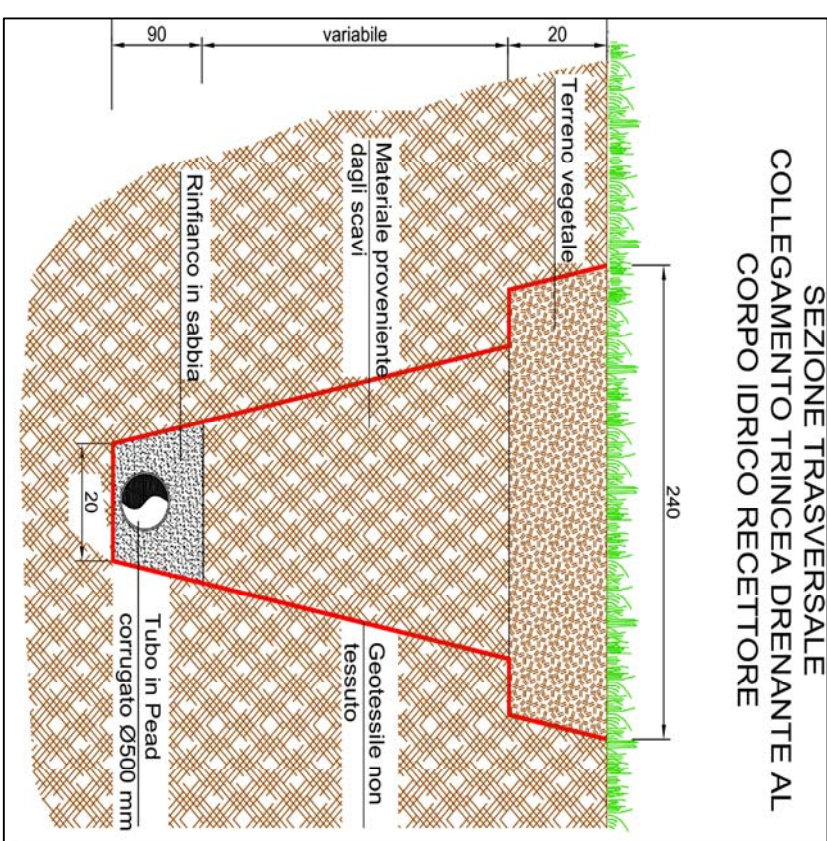 SEZIONE TRASVERSALE
COLLEGAMENTO TRINCEA DRENANTE AL
CORPO IDRICO RECETTORE
240
20
variabile
90
Terreno vegetale
Materiale proveniente
dagli scavi
Rinfianco in sabbia
20
Geotessile non
tessuto
Tubo in Pead
corrugato Ø500 mm